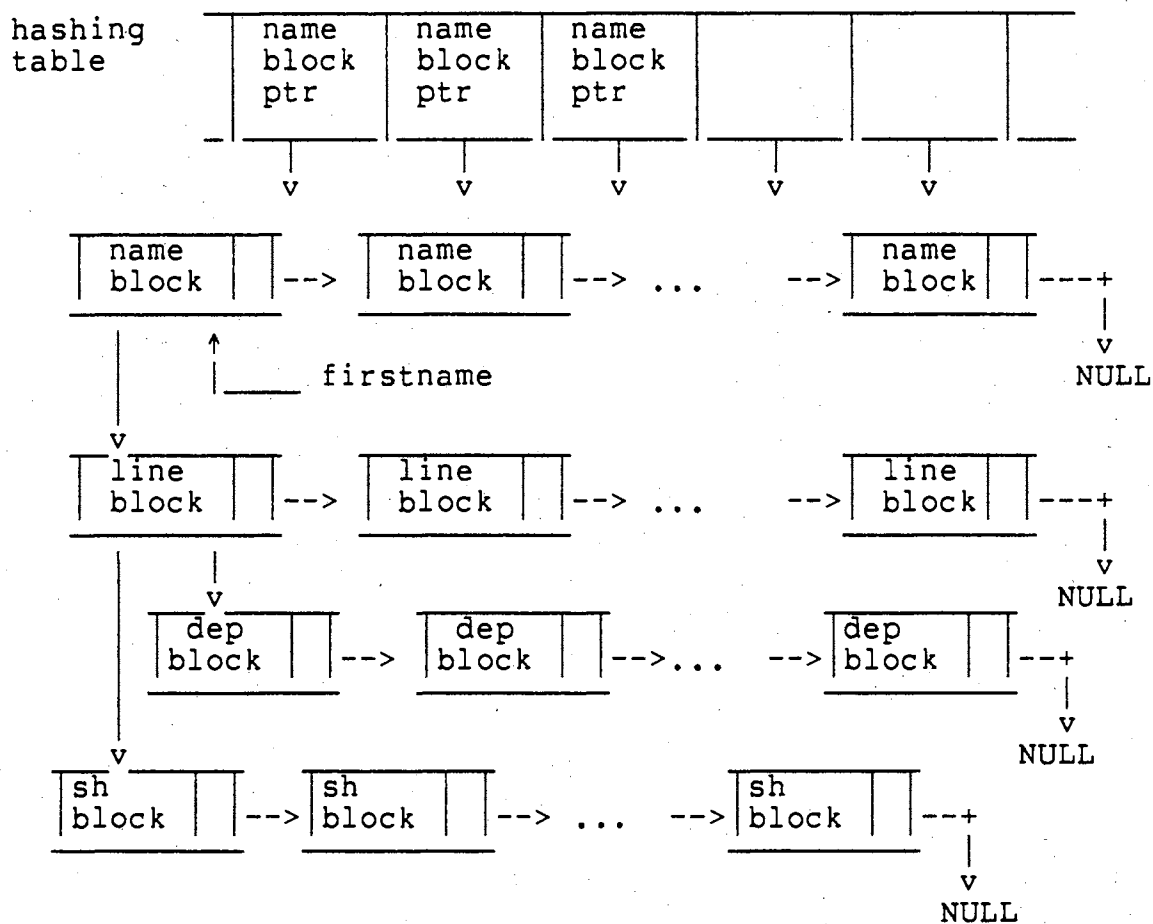 hashing name name name
table block block block
ptr ptr ptr
v v v v v
name name name
block --> block --> ... --> block ---+
v
firstname NULL
v
line line line
block --> block --> ... --> block ---+
v
v NULL
dep dep dep
block --> block -->... --> block --+
v
v NULL
sh sh sh
block --> block --> ... --> block --+
v
NULL